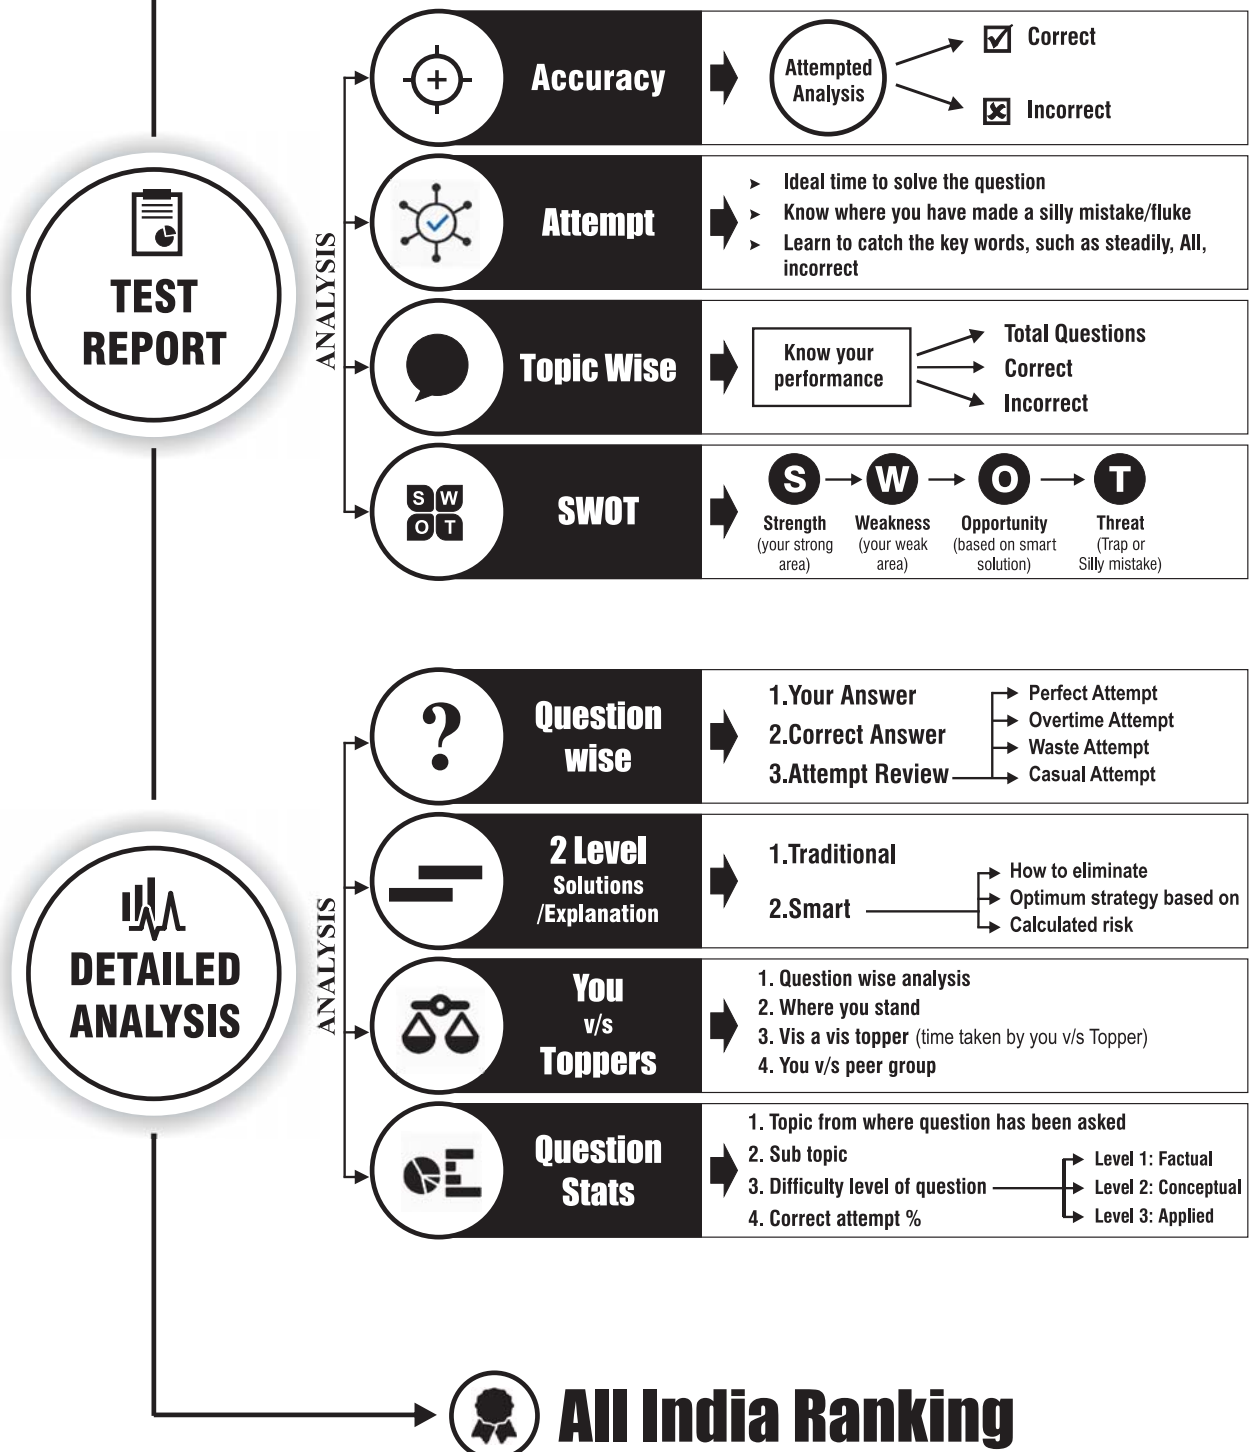 TEST
REPORT
ANALYSIS
Accuracy
Attempted
Analysis
Correct
Incorrect
Attempt
➤ Ideal time to solve the question
➤ Know where you have made a silly mistake/fluke
➤ Learn to catch the key words, such as steadily, All,
incorrect
Topic Wise
Know your
performance
Total Questions
Correct
Incorrect
S W
O T
SWOT
S W O T
Strength Weakness Opportunity Threat
(your strong (your weak (based on smart (Trap or
area) area) solution) Silly mistake)
DETAILED
ANALYSIS
ANALYSIS
?
Question
wise
1.Your Answer
2.Correct Answer
3.Attempt Review
Perfect Attempt
Overtime Attempt
Waste Attempt
Casual Attempt
2 Level
Solutions
/Explanation
1.Traditional
2.Smart
How to eliminate
Optimum strategy based on
Calculated risk
You
v/s
Toppers
1. Question wise analysis
2. Where you stand
3. Vis a vis topper (time taken by you v/s Topper)
4. You v/s peer group
Question
Stats
1. Topic from where question has been asked
2. Sub topic
3. Difficulty level of question
4. Correct attempt %
Level 1: Factual
Level 2: Conceptual
Level 3: Applied
All India Ranking